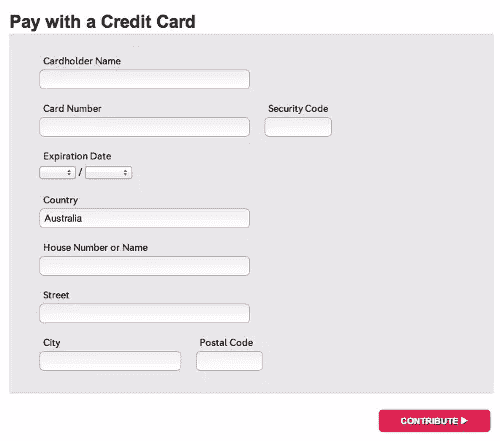 Pay with a Credit Card
Cardholder Name
Card Number Security Code
Expiration Date
/
Country
Australia
House Number or Name
Street
City Postal Code
CONTRIBUTE ▶